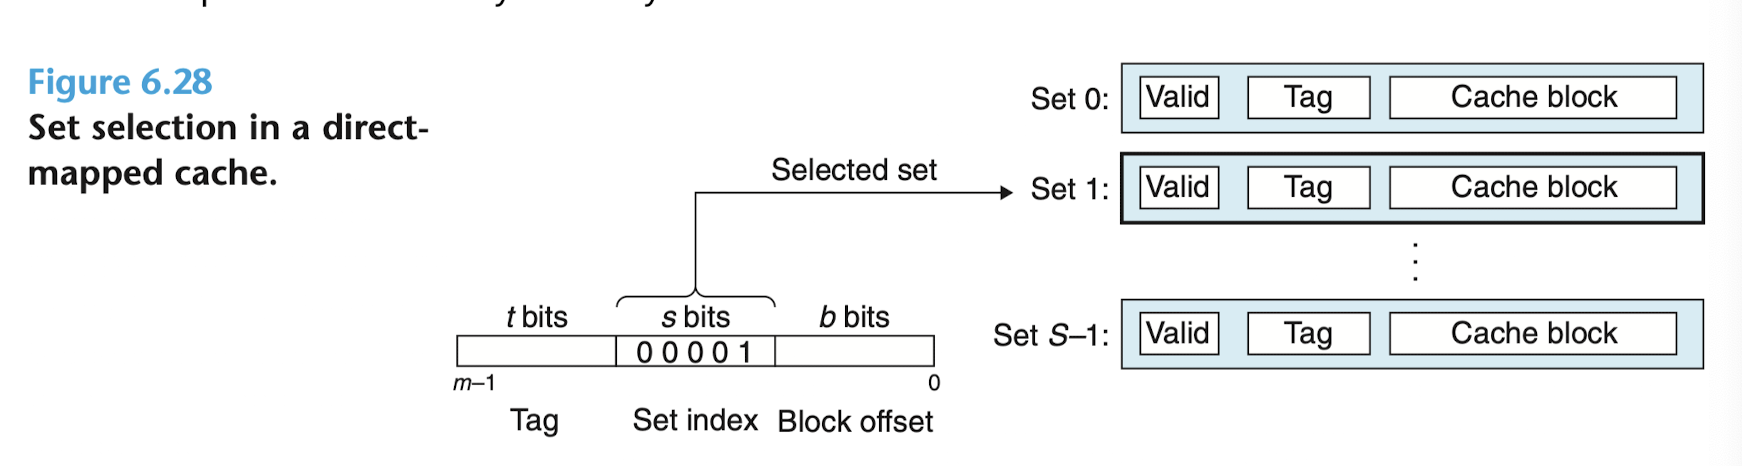 Figure 6.28
Set selection in a direct-
mapped cache.
Set 0: Valid Tag Cache block
Selected set
Set 1: Valid Tag Cache block
t bits s bits b bits
0 0 0 0 1
Set S–1: Valid Tag Cache block
m–1 0
Tag Set index Block offset